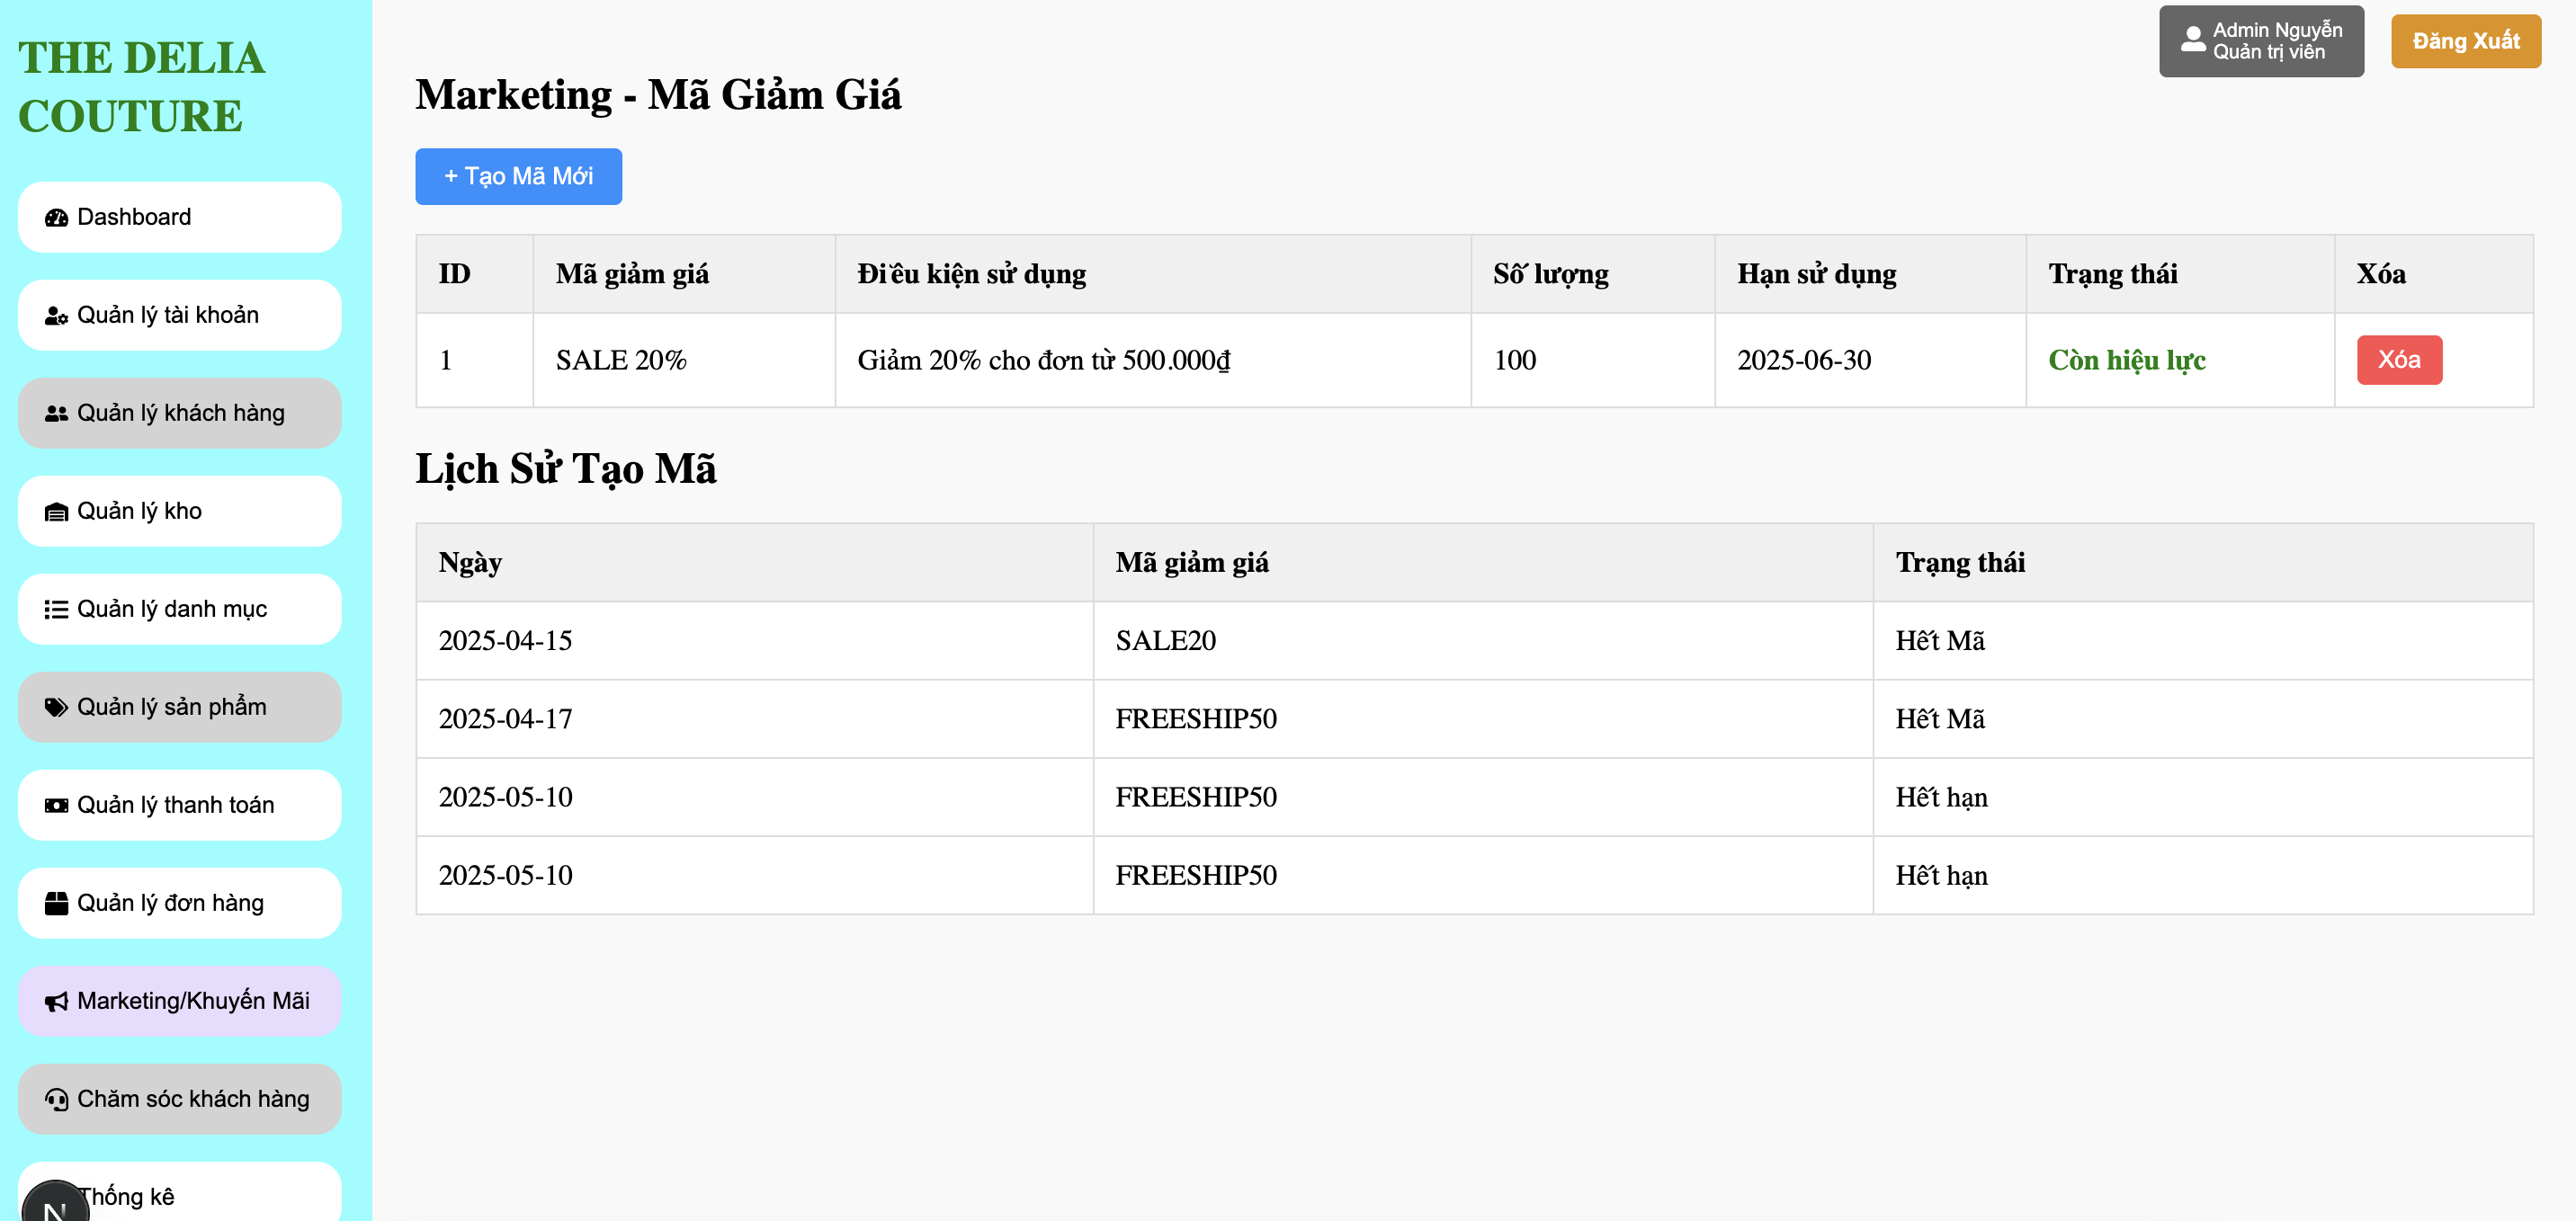 THE DELIA
COUTURE
Dashboard
Quản lý tài khoản
Quản lý khách hàng
Quản lý kho
Quản lý danh mục
Quản lý sản phẩm
Quản lý thanh toán
Quản lý đơn hàng
Marketing/Khuyến Mãi
Chăm sóc khách hàng
Thống kê
N
Admin Nguyễn
Quản trị viên
Đăng Xuất
Marketing - Mã Giảm Giá
+ Tạo Mã Mới
ID Mã giảm giá Điều kiện sử dụng Số lượng Hạn sử dụng Trạng thái Xóa
1 SALE 20% Giảm 20% cho đơn từ 500.000₫ 100 2025-06-30 Còn hiệu lực Xóa
Lịch Sử Tạo Mã
Ngày Mã giảm giá Trạng thái
2025-04-15 SALE20 Hết Mã
2025-04-17 FREESHIP50 Hết Mã
2025-05-10 FREESHIP50 Hết hạn
2025-05-10 FREESHIP50 Hết hạn